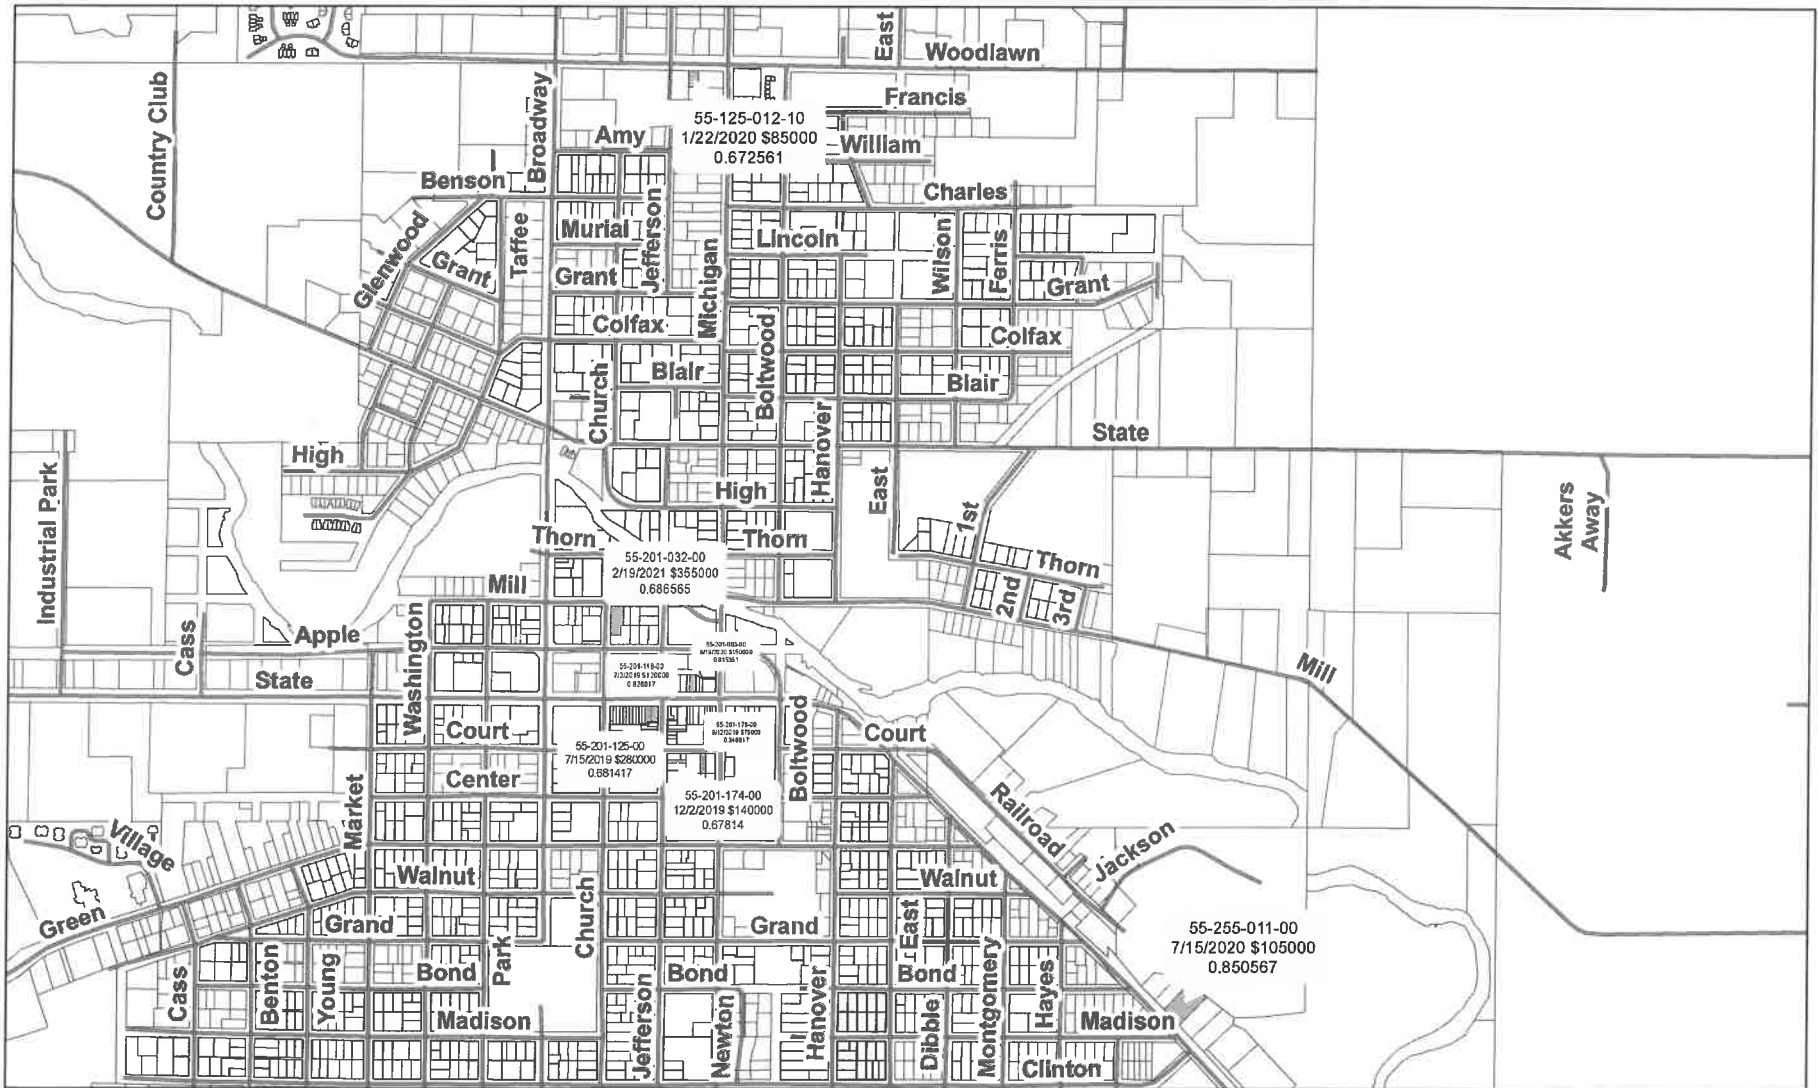 East
Woodlawn
Country Club
Broadway
Francis
55-125-012-10
1/22/2020 $85000
0.672561
Amy
William
Benson
Charles
Glenwood
Taffee
Murial
Jefferson
Lincoln
Wilson
Ferris
Grant
Grant
Grant
Michigan
Colfax
Boltwood
Colfax
Church
Blair
Blair
Hanover
State
High
Industrial Park
High
East
1st
Akkers
Away
Thorn
55-201-032-00
2/19/2021 $355000
0.686565
Thorn
Thorn
Mill
2nd
3rd
Washington
Cass
Apple
State
Mill
Court
55-201-125-00
7/15/2019 $280000
0.681417
Boltwood
Court
Center
55-201-174-00
12/2/2019 $140000
0.67814
Market
Railroad
Village
Jackson
Walnut
Walnut
Green
Grand
Church
Grand
East
55-255-011-00
7/15/2020 $105000
0.850567
Cass
Benton
Young
Bond
Park
Bond
Bond
Montgomery
Hayes
Jefferson
Newton
Hanover
Dibble
Madison
Madison
Clinton